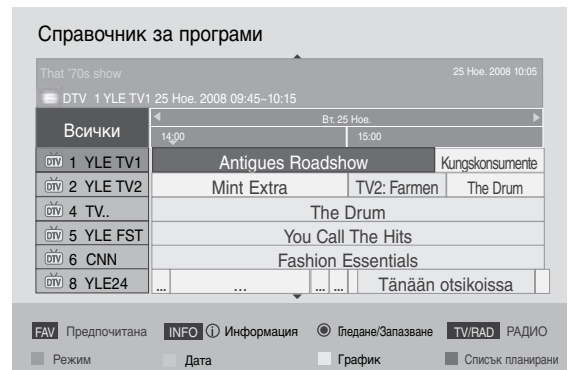 Справочник за програми
That '70s show 25 Ное. 2008 10:05
DTV 1 YLE TV1 25 Ное. 2008 09:45~10:15
Всички
Вт. 25 Ное.
14:00 15:00
DTV 1 YLE TV1 Antigues Roadshow Kungskonsumente
DTV 2 YLE TV2 Mint Extra TV2: Farmen The Drum
DTV 4 TV.. The Drum
DTV 5 YLE FST You Call The Hits
DTV 6 CNN Fashion Essentials
DTV 8 YLE24 ... ... ... ... Tänään otsikoissa
FAV Предпочитана INFO ⓘ Информация ◉ Гледане/Запазване TV/RAD РАДИО
Режим Дата График Списък планирани